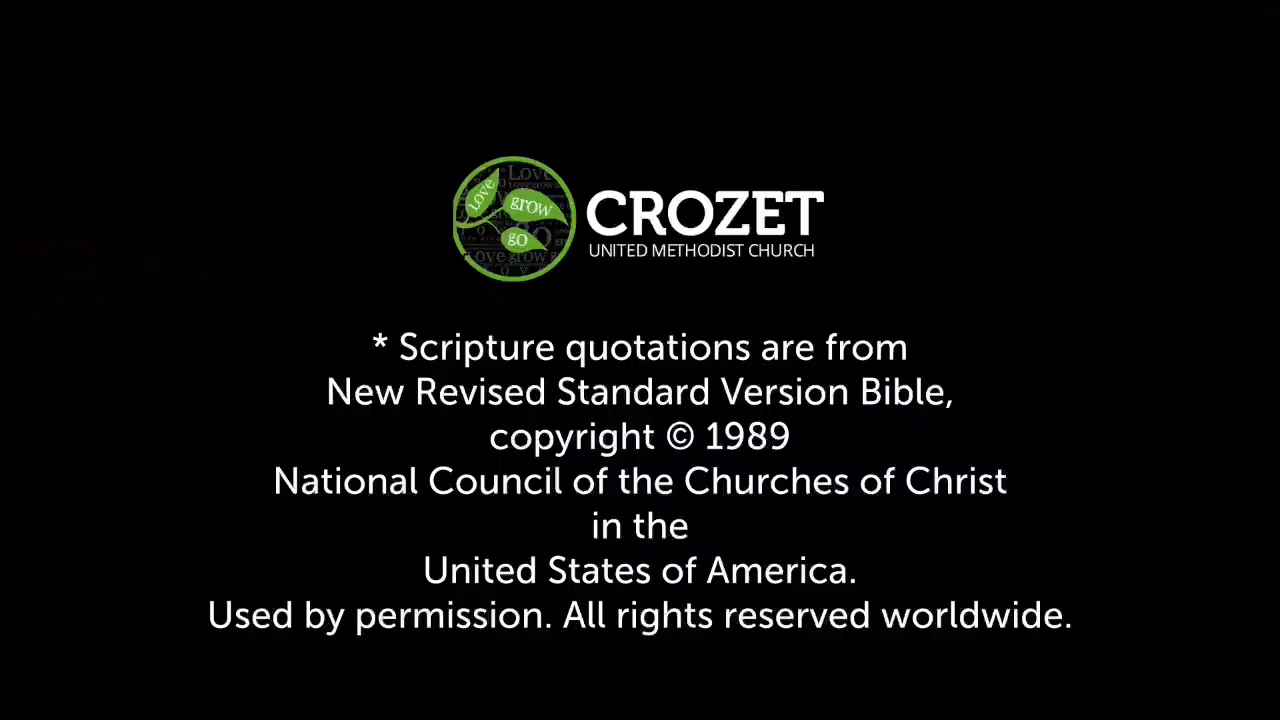 Love
grow
go
CROZET
UNITED METHODIST CHURCH
* Scripture quotations are from
New Revised Standard Version Bible,
copyright © 1989
National Council of the Churches of Christ
in the
United States of America.
Used by permission. All rights reserved worldwide.